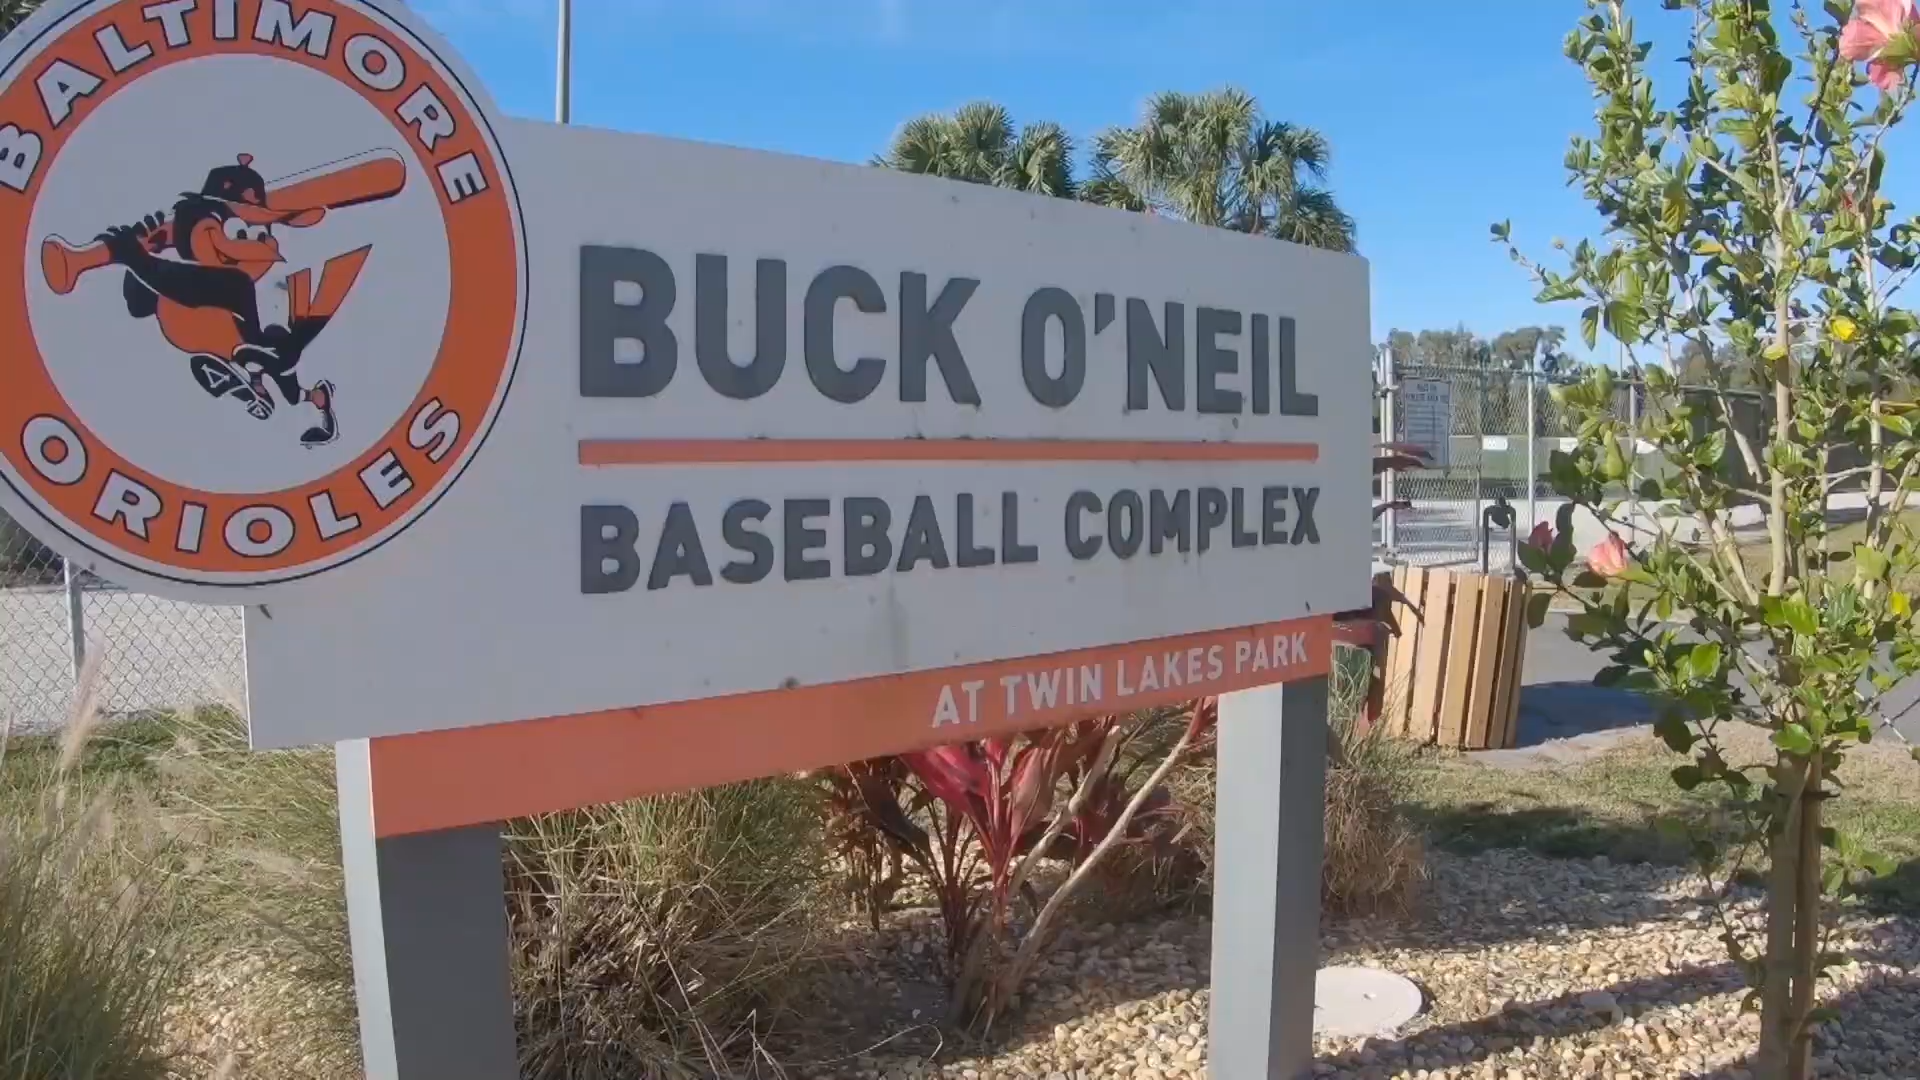 BALTIMORE
ORIOLES
BUCK O'NEIL
BASEBALL COMPLEX
AT TWIN LAKES PARK